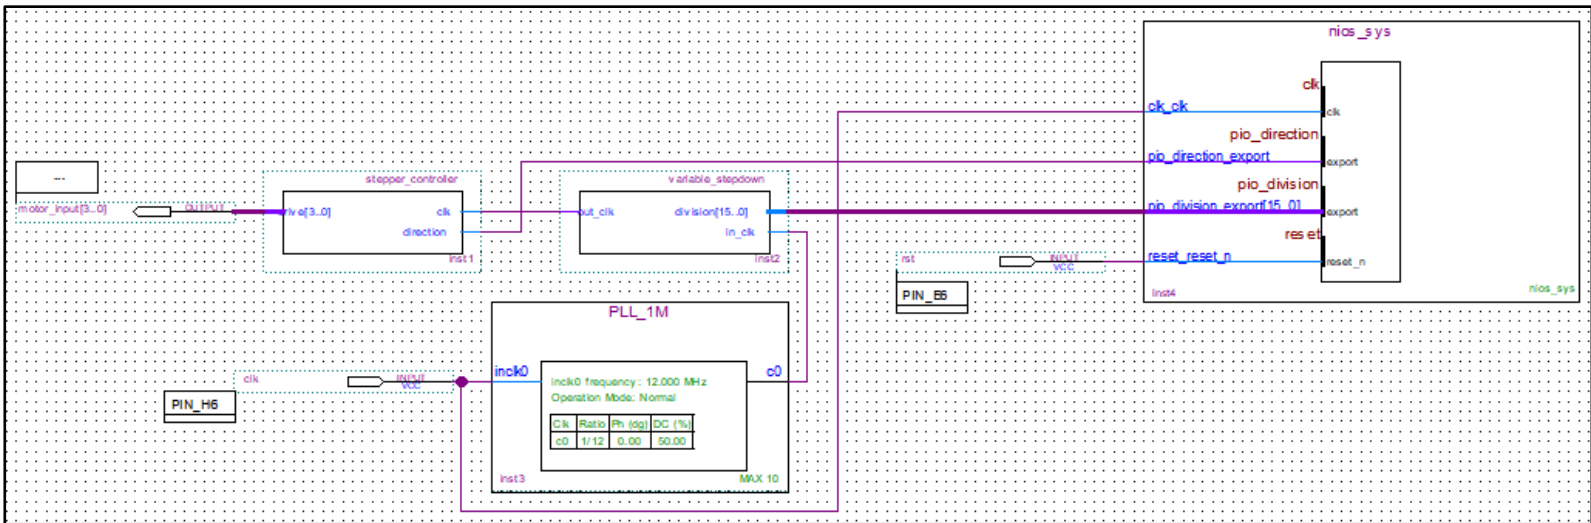 nios_sys
clk
clk_clk
clk
pio_direction
pio_direction_export
export
pio_division
pio_division_export[15..0]
export
reset
reset_reset_n
reset_n
inst4
nios_sys
---
motor_input[3..0]
OUTPUT
stepper_controller
rive[3..0]
clk
direction
inst1
variable_stepdown
out_clk
division[15..0]
in_clk
inst2
rst
INPUT
VCC
PIN_E6
PLL_1M
inclk0
c0
inclk0 frequency: 12.000 MHz
Operation Mode: Normal
Clk Ratio Ph (dg) DC (%)
c0 1/12 0.00 50.00
inst3
MAX 10
clk
INPUT
VCC
PIN_H6